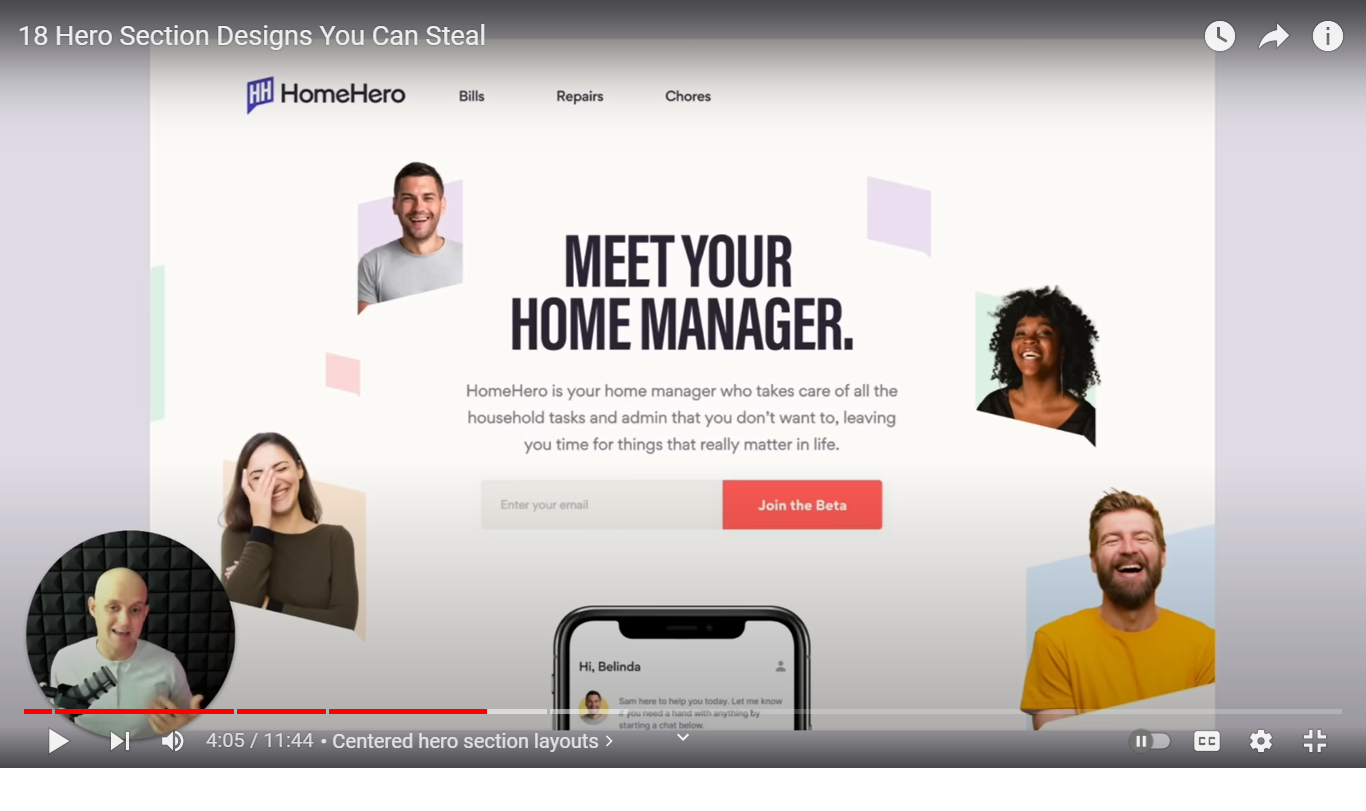 18 Hero Section Designs You Can Steal
HH HomeHero Bills Repairs Chores
MEET YOUR
HOME MANAGER.
HomeHero is your home manager who takes care of all the
household tasks and admin that you don't want to, leaving
you time for things that really matter in life.
Enter your email Join the Beta
Hi, Belinda
Sam here to help you today. Let me know
if you need a hand with anything by
starting a chat below.
4:05 / 11:44 • Centered hero section layouts
CC